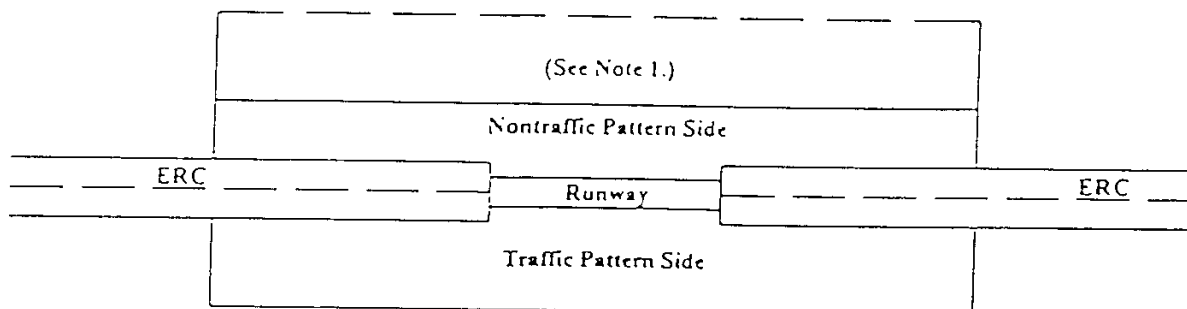 (See Note 1.)
Nontraffic Pattern Side
ERC
Runway
ERC
Traffic Pattern Side